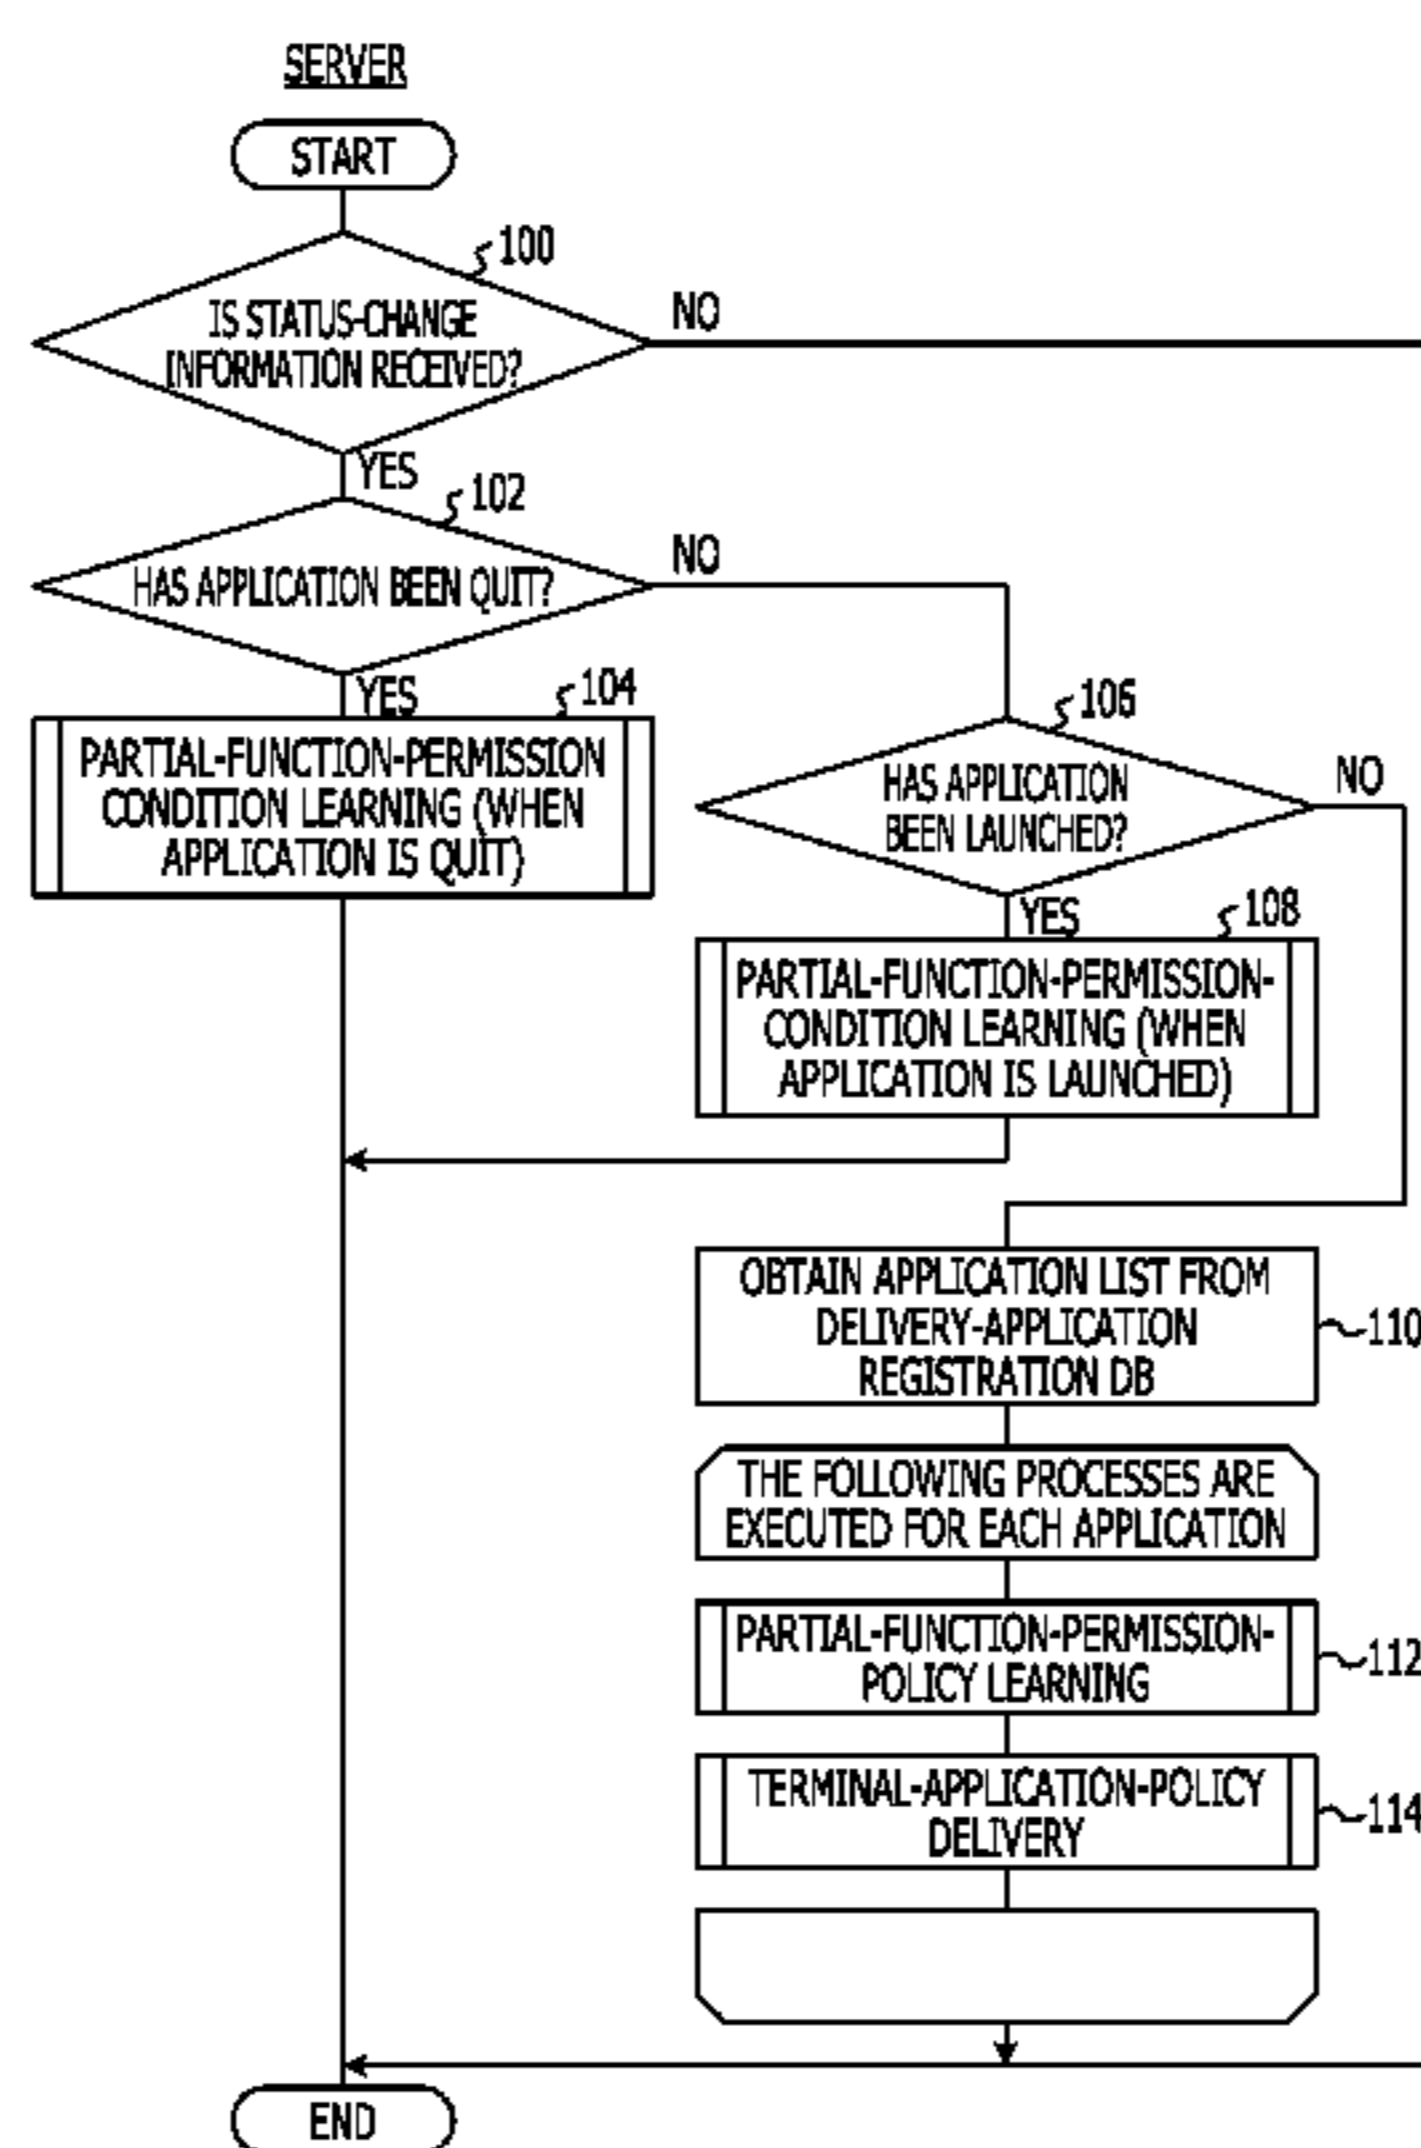 SERVER
START
100
IS STATUS-CHANGE
INFORMATION RECEIVED?
NO
YES
102
HAS APPLICATION BEEN QUIT?
NO
YES
104
PARTIAL-FUNCTION-PERMISSION
CONDITION LEARNING (WHEN
APPLICATION IS QUIT)
106
HAS APPLICATION
BEEN LAUNCHED?
NO
YES
108
PARTIAL-FUNCTION-PERMISSION-
CONDITION LEARNING (WHEN
APPLICATION IS LAUNCHED)
OBTAIN APPLICATION LIST FROM
DELIVERY-APPLICATION
REGISTRATION DB
110
THE FOLLOWING PROCESSES ARE
EXECUTED FOR EACH APPLICATION
PARTIAL-FUNCTION-PERMISSION-
POLICY LEARNING
112
TERMINAL-APPLICATION-POLICY
DELIVERY
114
END